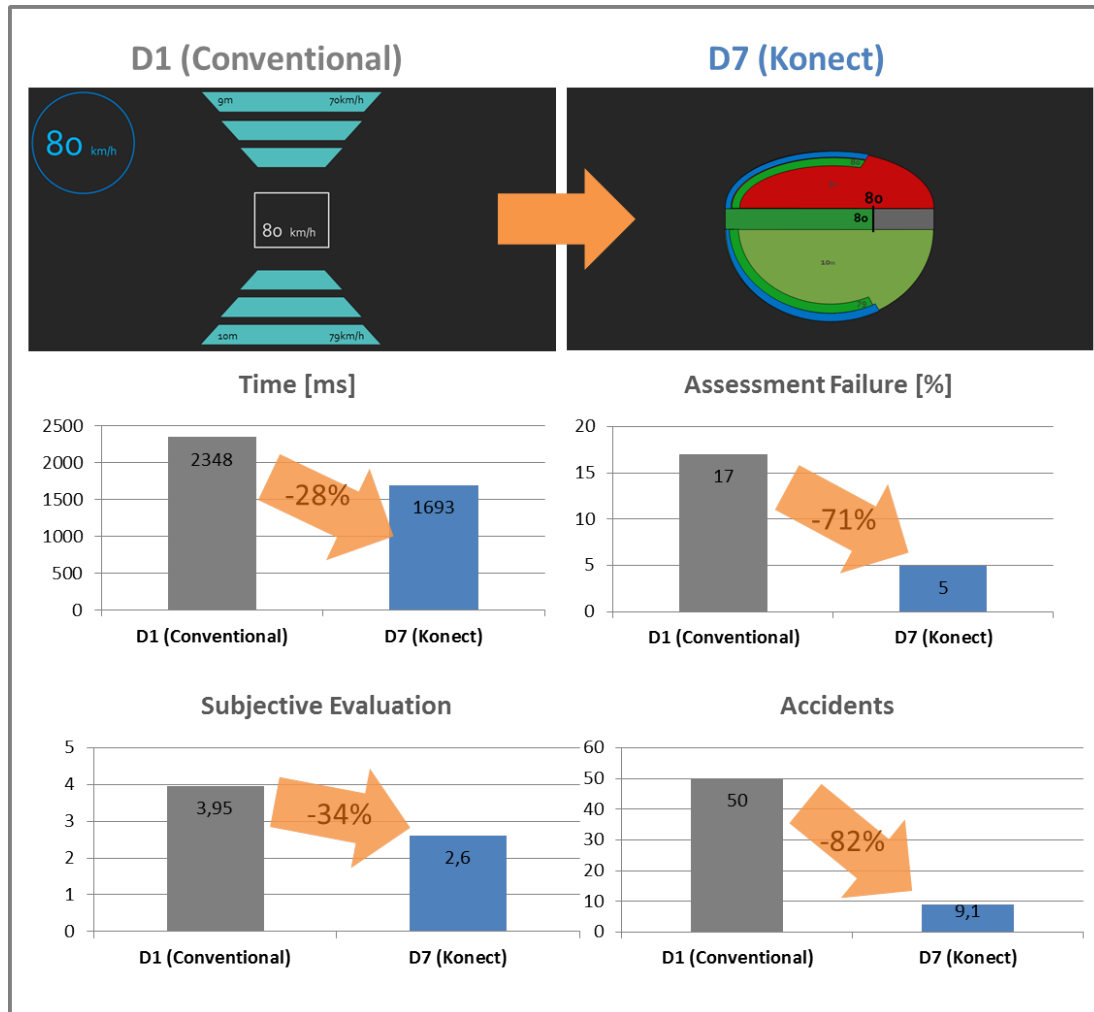 D1 (Conventional)
D7 (Konect)
80 km/h
9m 70km/h
80 km/h
10m 79km/h
80
80
10m
79
Time [ms]
2500
2000
1500
1000
500
0
2348
-28%
1693
D1 (Conventional)
D7 (Konect)
Assessment Failure [%]
20
15
10
5
0
17
-71%
5
D1 (Conventional)
D7 (Konect)
Subjective Evaluation
5
4
3
2
1
0
3,95
-34%
2,6
D1 (Conventional)
D7 (Konect)
Accidents
60
50
40
30
20
10
0
50
-82%
9,1
D1 (Conventional)
D7 (Konect)